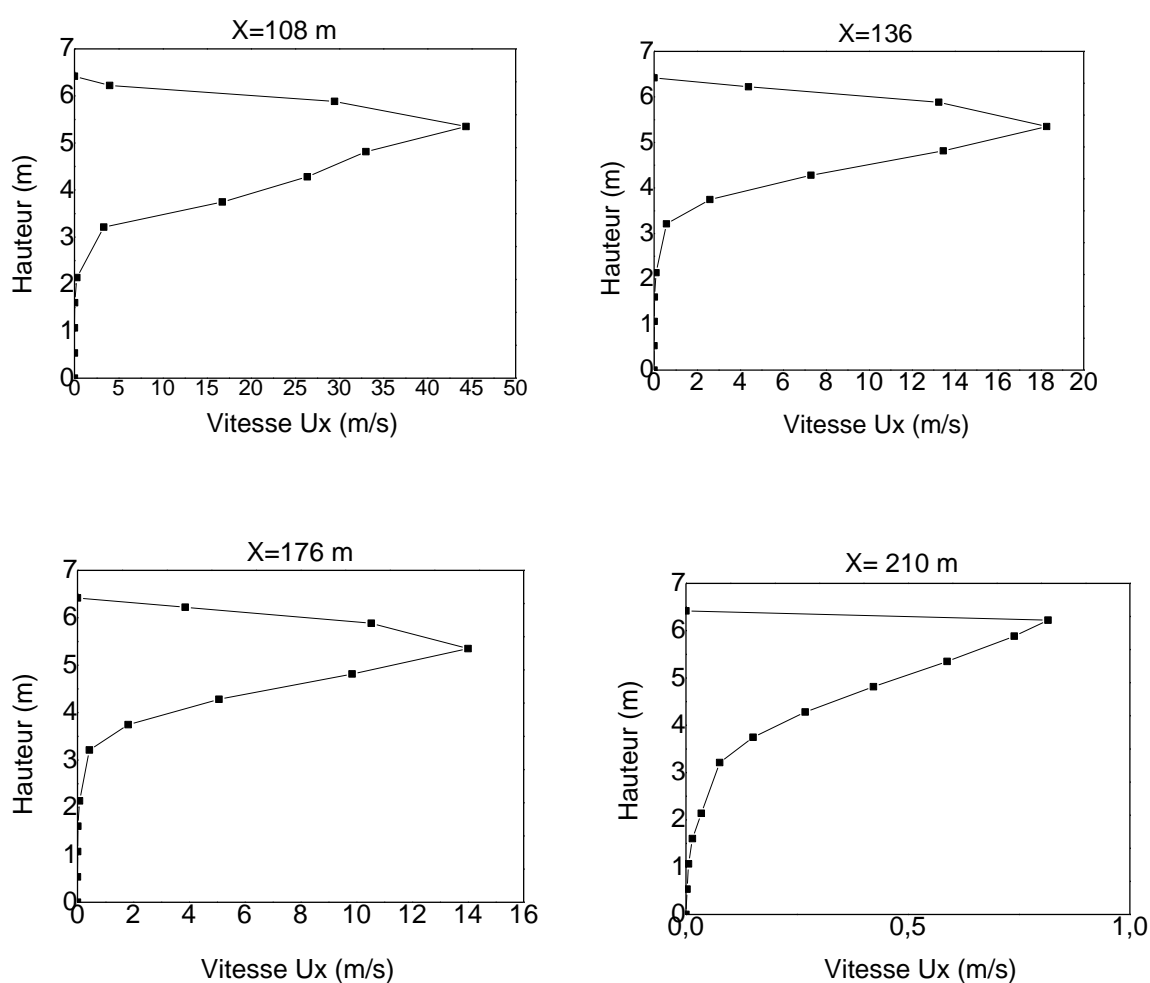 X=108 m
7
6
5
4
3
2
1
0
0 5 10 15 20 25 30 35 40 45 50
Hauteur (m)
Vitesse Ux (m/s)
X=136
7
6
5
4
3
2
1
0
0 2 4 6 8 10 12 14 16 18 20
Hauteur (m)
Vitesse Ux (m/s)
X=176 m
7
6
5
4
3
2
1
0
0 2 4 6 8 10 12 14 16
Hauteur (m)
Vitesse Ux (m/s)
X= 210 m
7
6
5
4
3
2
1
0
0,0 0,5 1,0
Hauteur (m)
Vitesse Ux (m/s)